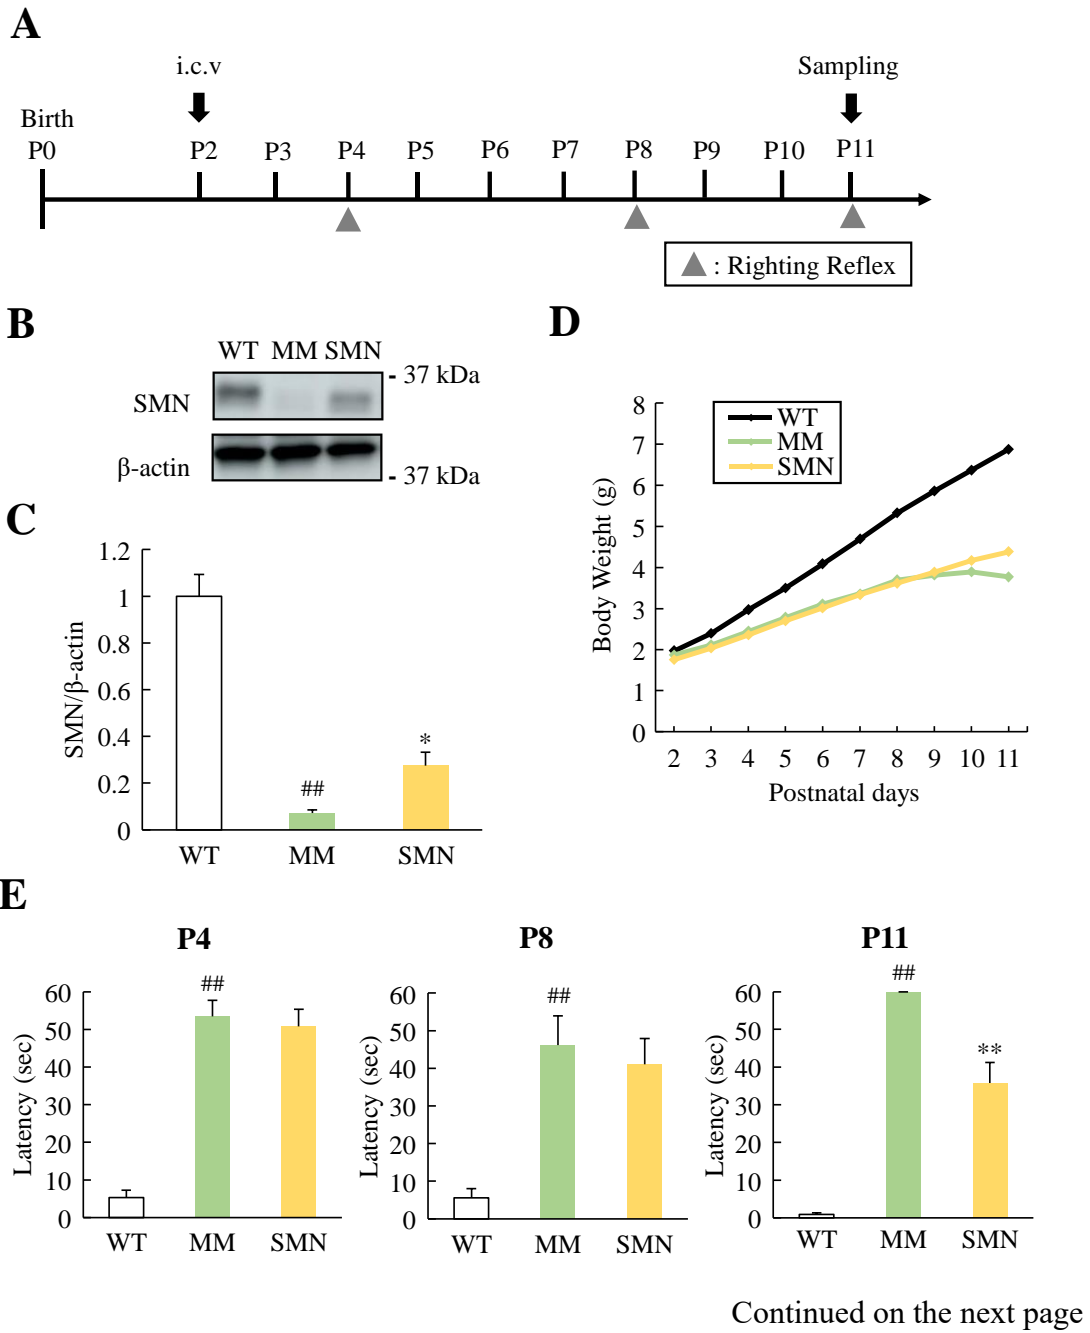 A
i.c.v
Sampling
Birth
P0 P2 P3 P4 P5 P6 P7 P8 P9 P10 P11
: Righting Reflex
B
WT MM SMN
- 37 kDa
SMN
β-actin
- 37 kDa
C
1.2
1
0.8
0.6
0.4
0.2
0
SMN/β-actin
##
*
WT MM SMN
D
8
7
6
5
4
3
2
1
0
Body Weight (g)
WT
MM
SMN
2 3 4 5 6 7 8 9 10 11
Postnatal days
E
P4
60
50
40
30
20
10
0
Latency (sec)
##
WT MM SMN
P8
60
50
40
30
20
10
0
Latency (sec)
##
WT MM SMN
P11
60
50
40
30
20
10
0
Latency (sec)
##
**
WT MM SMN
Continued on the next page